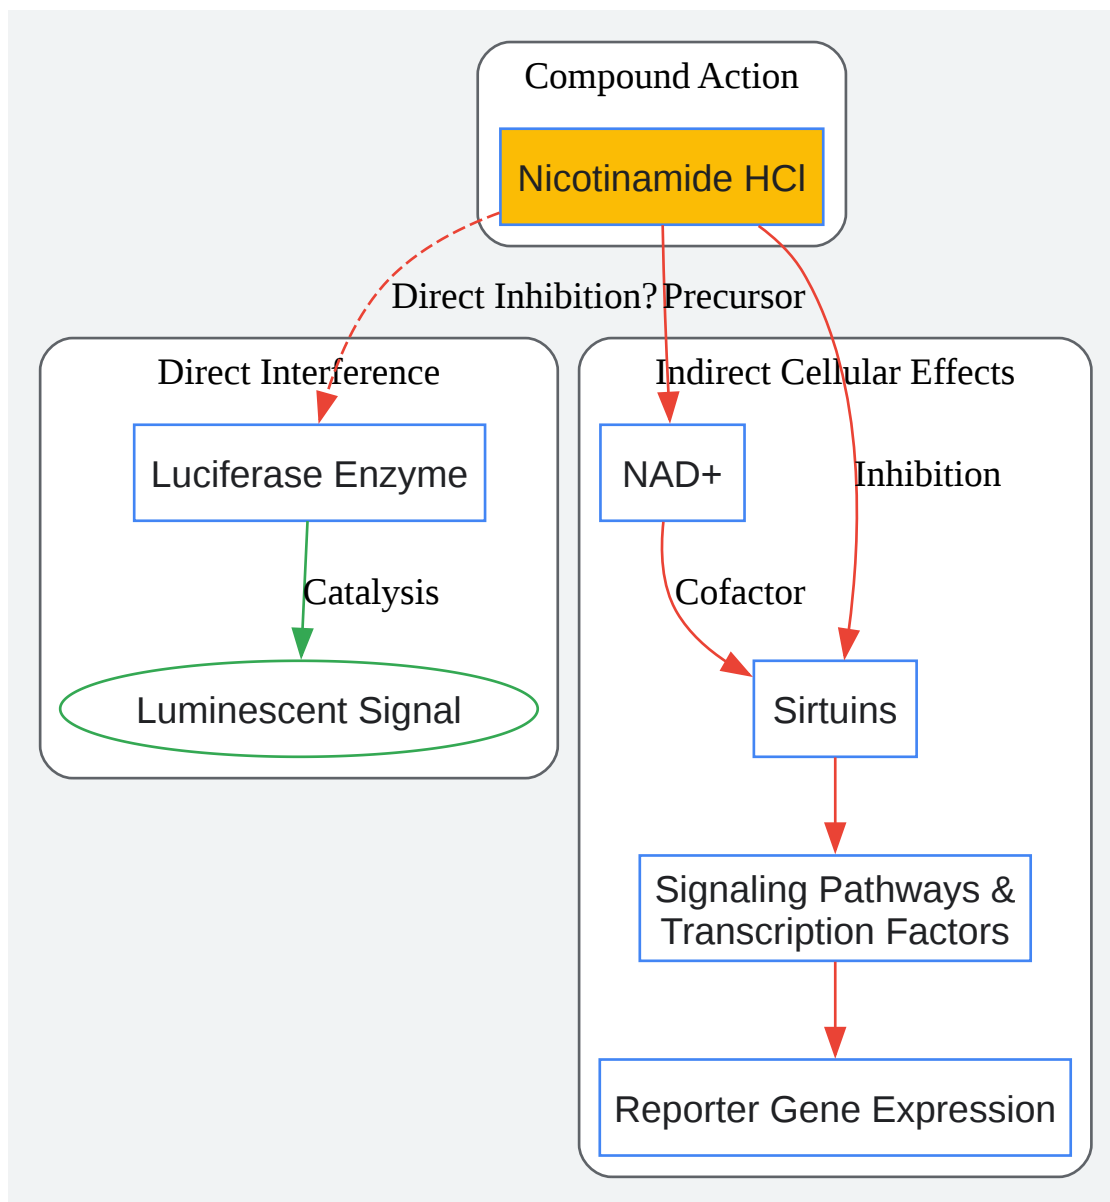 Compound Action
Nicotinamide HCl
Direct Inhibition?
Precursor
Direct Interference
Indirect Cellular Effects
Luciferase Enzyme
NAD+
Inhibition
Catalysis
Cofactor
Luminescent Signal
Sirtuins
Signaling Pathways &
Transcription Factors
Reporter Gene Expression